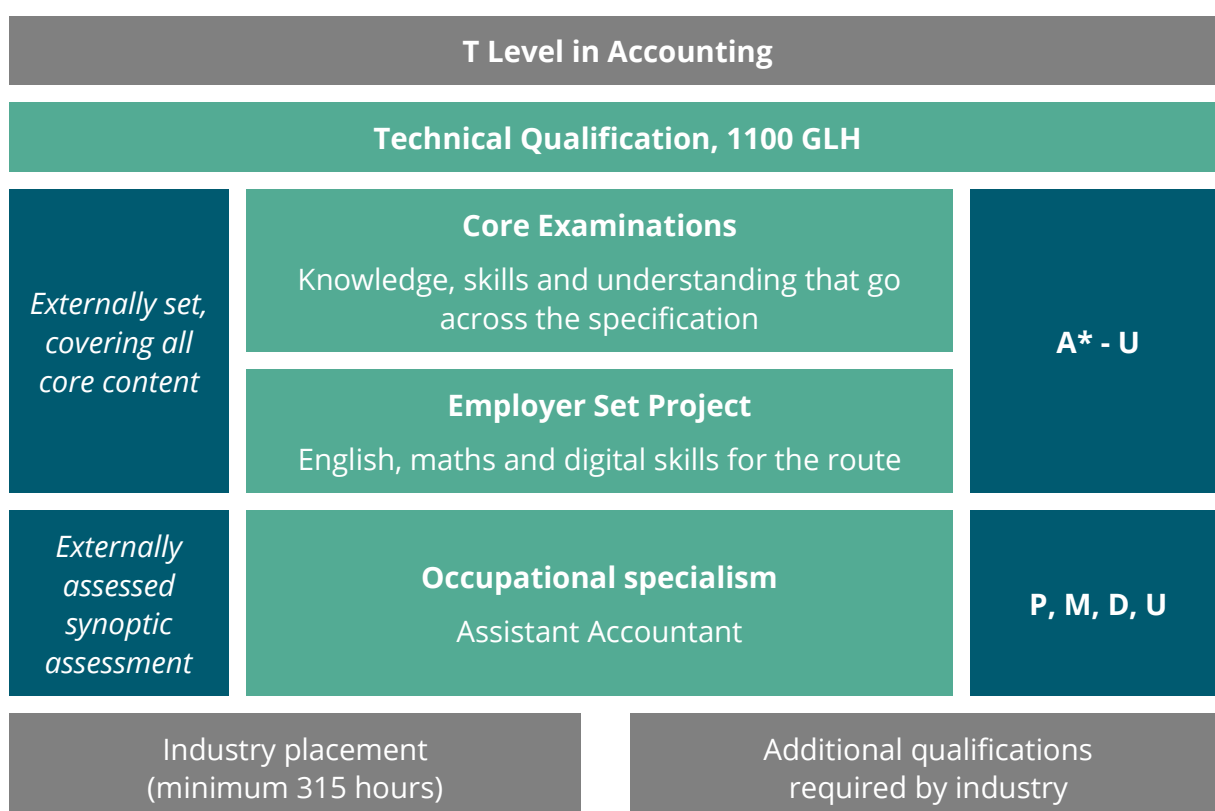 T Level in Accounting
Technical Qualification, 1100 GLH
Externally set,
covering all
core content
Core Examinations
Knowledge, skills and understanding that go
across the specification
Employer Set Project
English, maths and digital skills for the route
A* - U
Externally
assessed
synoptic
assessment
Occupational specialism
Assistant Accountant
P, M, D, U
Industry placement
(minimum 315 hours)
Additional qualifications
required by industry